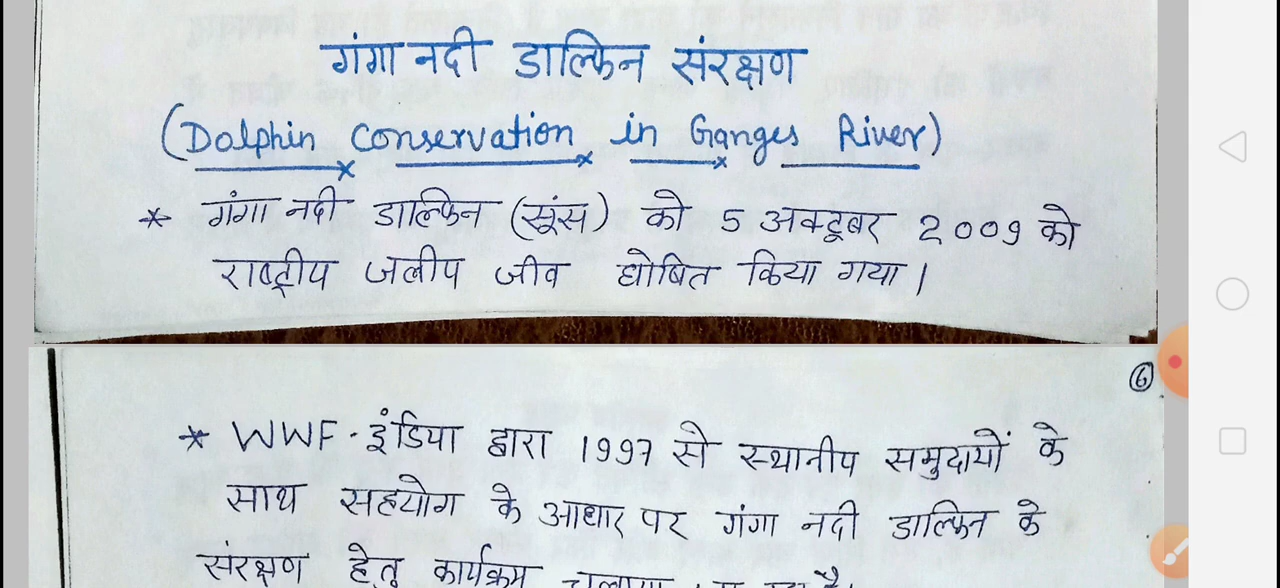 गंगा नदी डाल्फिन संरक्षण
(Dolphin Conservation in Ganges River)
* गंगा नदी डाल्फिन (सूंस) को 5 अक्टूबर 2009 को
राष्ट्रीय जलीय जीव घोषित किया गया।
6
* WWF-इंडिया द्वारा 1997 से स्थानीय समुदायों के
साथ सहयोग के आधार पर गंगा नदी डाल्फिन के
संरक्षण हेतु कार्यक्रम